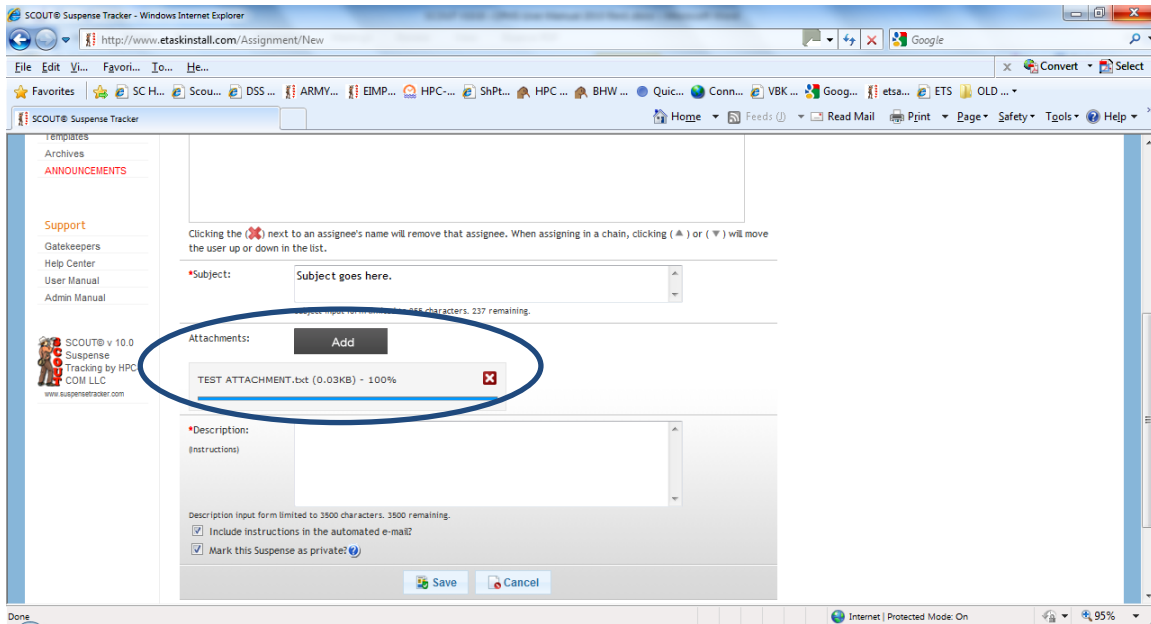 SCOUT® Suspense Tracker - Windows Internet Explorer
http://www.etaskinstall.com/Assignment/New
Google
File Edit Vi... Favori... To... He...
x Convert Select
Favorites SC H... Scou... DSS ... ARMY... EIMP... HPC-... ShPt... HPC ... BHW ... Quic... Conn... VBK ... Goog... etsa... ETS OLD ...
SCOUT® Suspense Tracker
Home Feeds (J) Read Mail Print Page Safety Tools Help
Templates
Archives
ANNOUNCEMENTS
Support
Gatekeepers
Help Center
User Manual
Admin Manual
SCOUT
SCOUT® v 10.0
Suspense
Tracking by HPC
COM LLC
www.suspensetracker.com
Clicking the (✖) next to an assignee's name will remove that assignee. When assigning in a chain, clicking (▲) or (▼) will move
the user up or down in the list.
*Subject:
Subject goes here.
characters. 237 remaining.
Attachments:
Add
TEST ATTACHMENT.txt (0.03KB) - 100%
*Description:
(Instructions)
Description input form limited to 3500 characters. 3500 remaining.
Include instructions in the automated e-mail?
Mark this Suspense as private?(?)
Save Cancel
Done
Internet | Protected Mode: On
95%